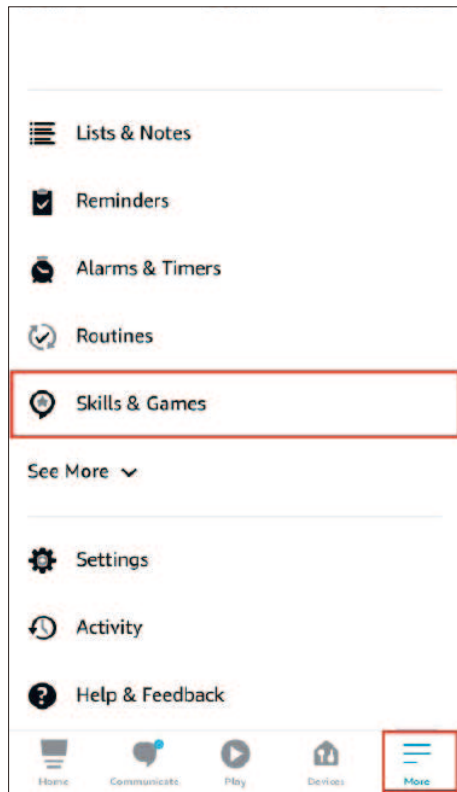 Lists & Notes
Reminders
Alarms & Timers
Routines
Skills & Games
See More
Settings
Activity
Help & Feedback
Home Communicate Play Devices More